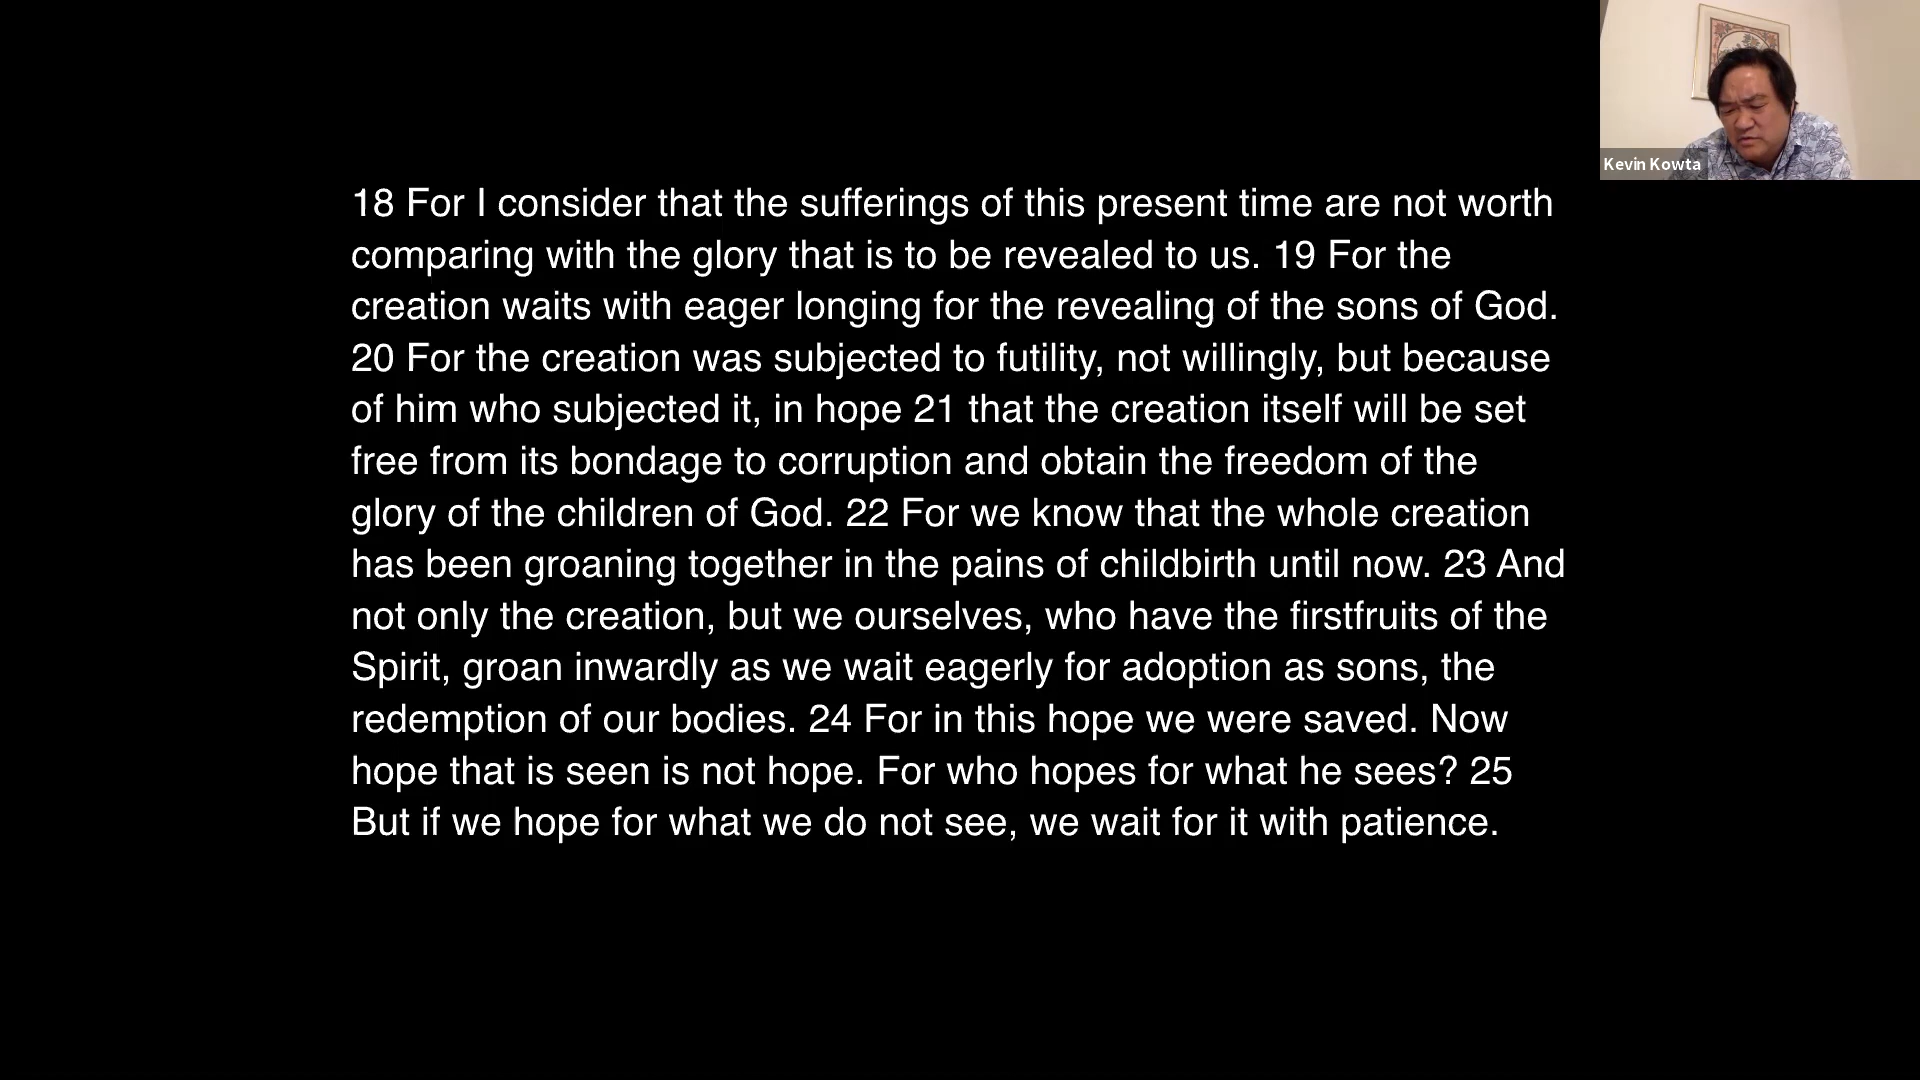 18 For I consider that the sufferings of this present time are not worth
comparing with the glory that is to be revealed to us. 19 For the
creation waits with eager longing for the revealing of the sons of God.
20 For the creation was subjected to futility, not willingly, but because
of him who subjected it, in hope 21 that the creation itself will be set
free from its bondage to corruption and obtain the freedom of the
glory of the children of God. 22 For we know that the whole creation
has been groaning together in the pains of childbirth until now. 23 And
not only the creation, but we ourselves, who have the firstfruits of the
Spirit, groan inwardly as we wait eagerly for adoption as sons, the
redemption of our bodies. 24 For in this hope we were saved. Now
hope that is seen is not hope. For who hopes for what he sees? 25
But if we hope for what we do not see, we wait for it with patience.
Kevin Kowta